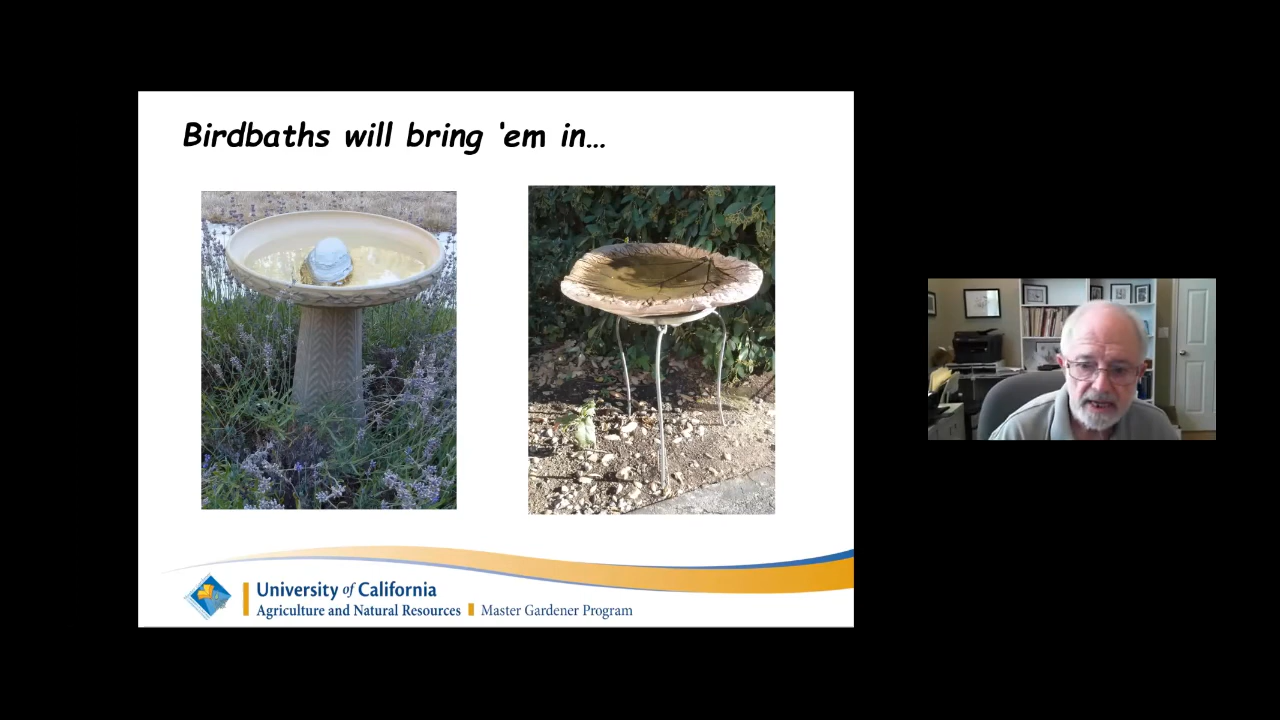 Birdbaths will bring ‘em in…
University of California
Agriculture and Natural Resources Master Gardener Program